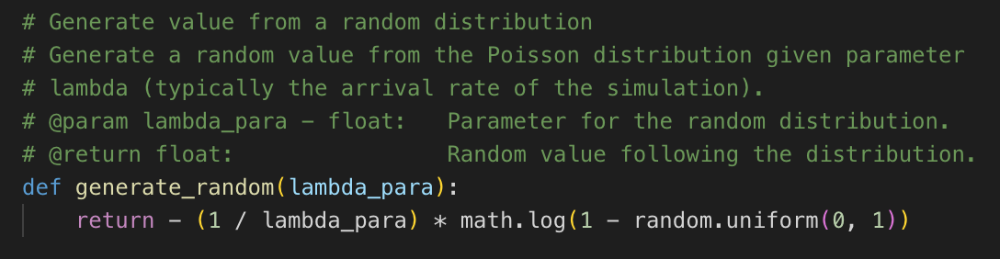 # Generate value from a random distribution
# Generate a random value from the Poisson distribution given parameter
# lambda (typically the arrival rate of the simulation).
# @param lambda_para - float:   Parameter for the random distribution.
# @return float:                Random value following the distribution.
def generate_random(lambda_para):
    return - (1 / lambda_para) * math.log(1 - random.uniform(0, 1))